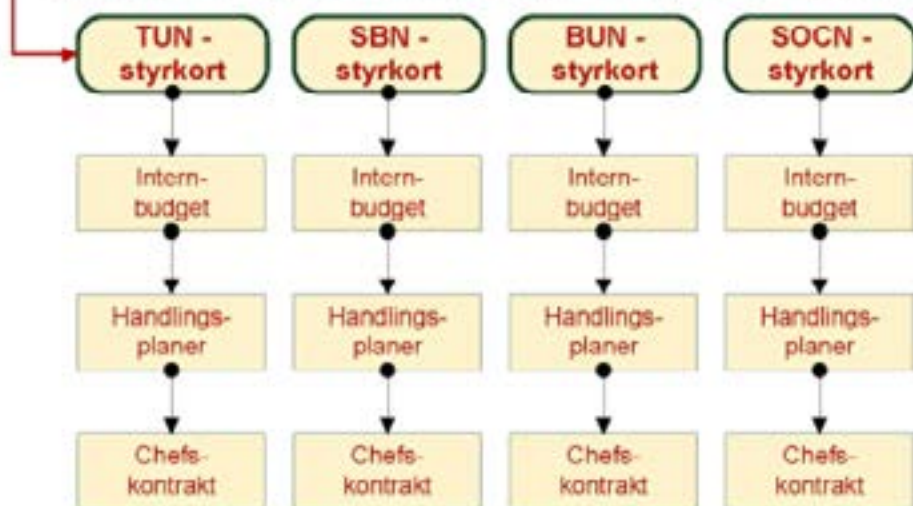 TUN -
styrkort
SBN -
styrkort
BUN -
styrkort
SOCN -
styrkort
Intern-
budget
Intern-
budget
Intern-
budget
Intern-
budget
Handlings-
planer
Handlings-
planer
Handlings-
planer
Handlings-
planer
Chefs-
kontrakt
Chefs-
kontrakt
Chefs-
kontrakt
Chefs-
kontrakt